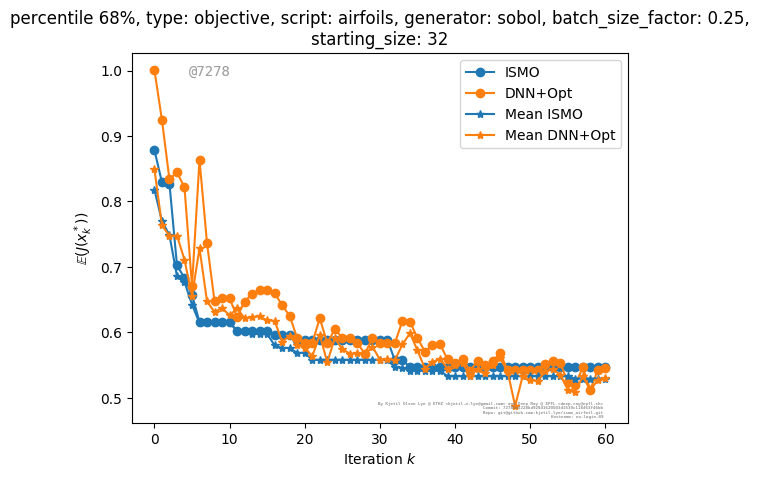 percentile 68%, type: objective, script: airfoils, generator: sobol, batch_size_factor: 0.25,
starting_size: 32
@7278
ISMO
DNN+Opt
Mean ISMO
Mean DNN+Opt
1.0
0.9
0.8
0.7
0.6
0.5
𝔼(J(x*ₖ))
0 10 20 30 40 50 60
Iteration k